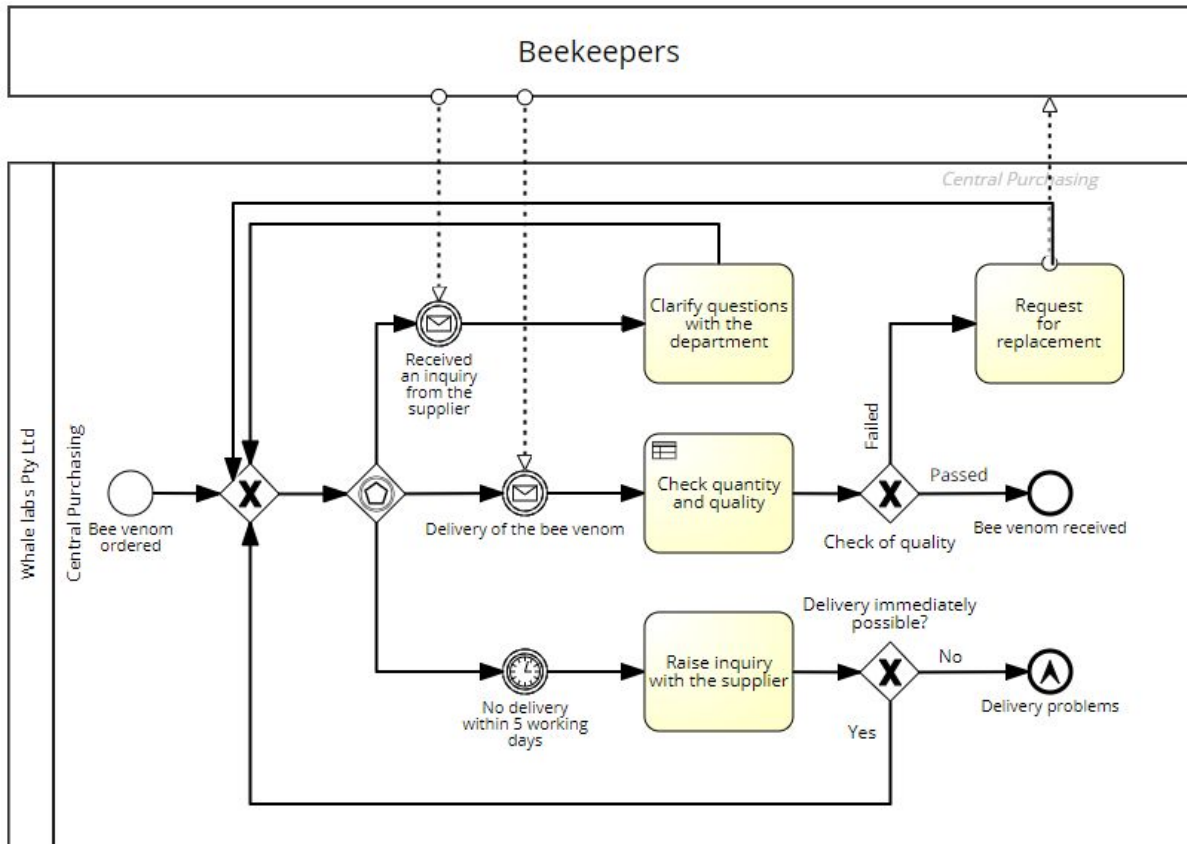 Beekeepers
Whale labs Pty Ltd
Central Purchasing
Central Purchasing
Bee venom
ordered
Received
an inquiry
from the
supplier
Clarify questions
with the
department
Request
for
replacement
Delivery of the bee venom
Check quantity
and quality
Failed
Check of quality
Passed
Bee venom received
No delivery
within 5 working
days
Raise inquiry
with the supplier
Delivery immediately
possible?
No
Yes
Delivery problems